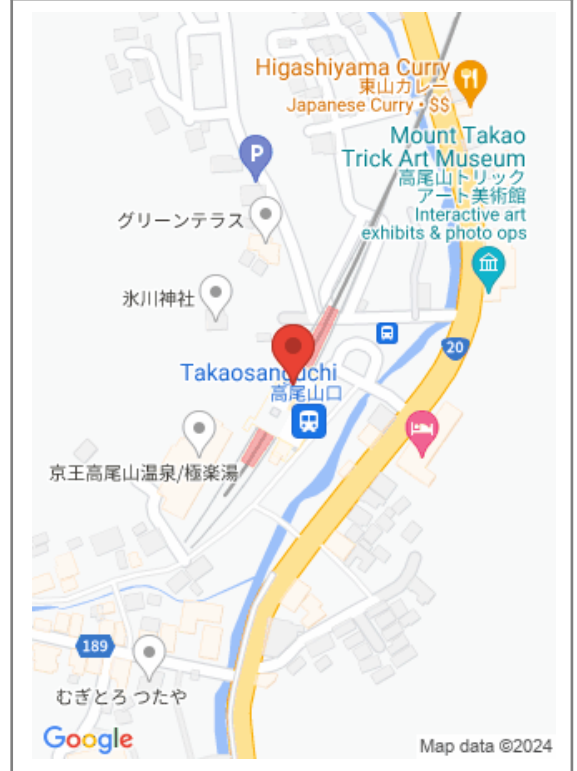 Higashiyama Curry
東山カレー
Japanese Curry • $$
Mount Takao
Trick Art Museum
高尾山トリック
アート美術館
Interactive art
exhibits & photo ops
P
グリーンテラス
氷川神社
20
Takaosanguchi
高尾山口
京王高尾山温泉/極楽湯
189
むぎとろ つたや
Google
Map data ©2024